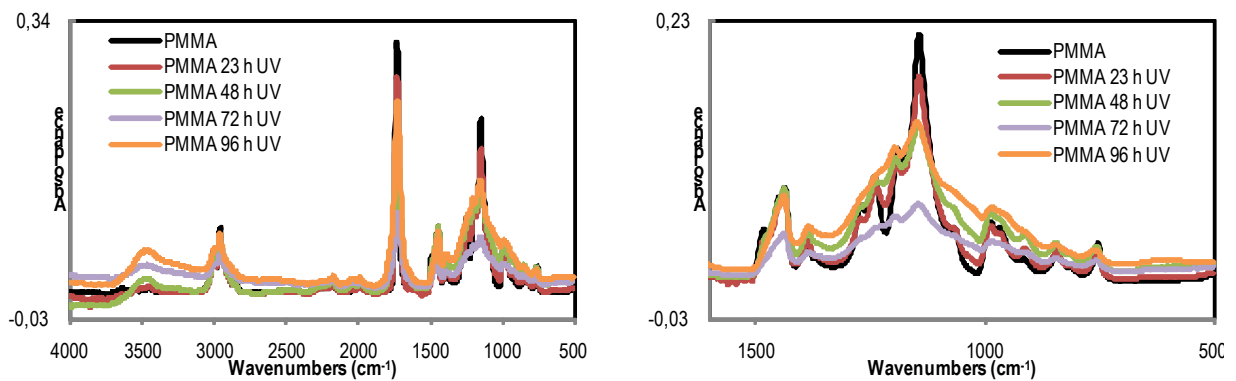 0,34
PMMA
PMMA 23 h UV
PMMA 48 h UV
PMMA 72 h UV
PMMA 96 h UV
Absorbance
-0,03
4000 3500 3000 2500 2000 1500 1000 500
Wavenumbers (cm-1)
0,23
PMMA
PMMA 23 h UV
PMMA 48 h UV
PMMA 72 h UV
PMMA 96 h UV
Absorbance
-0,03
1500 1000 500
Wavenumbers (cm-1)